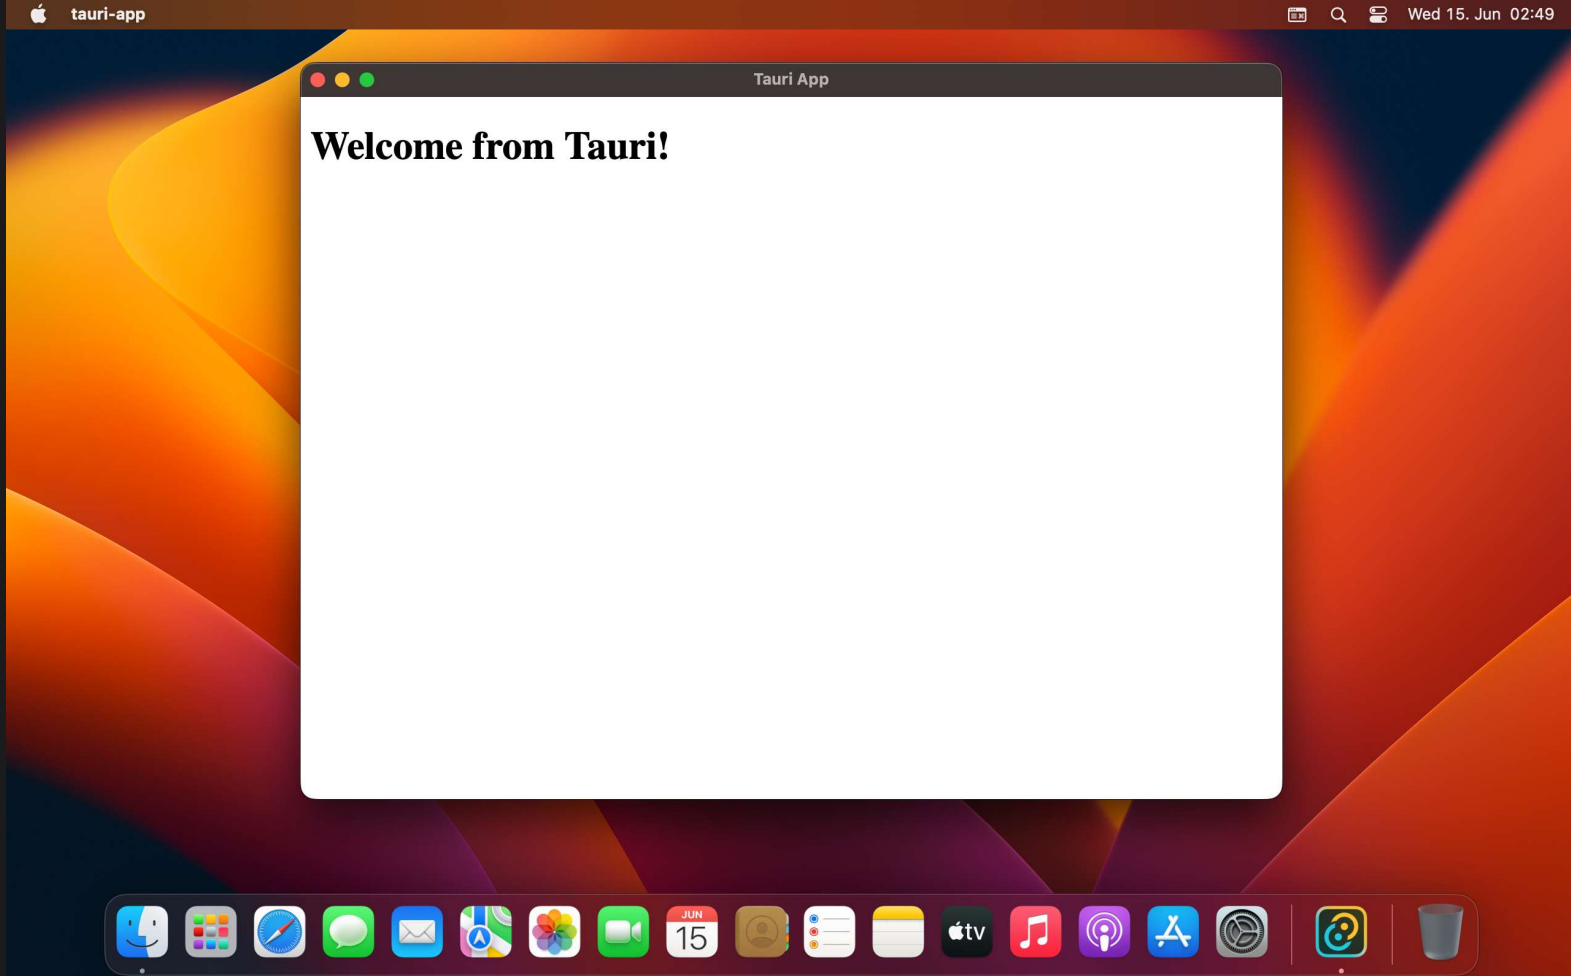 tauri-app
Wed 15. Jun 02:49
Tauri App
Welcome from Tauri!
JUN
15
tv